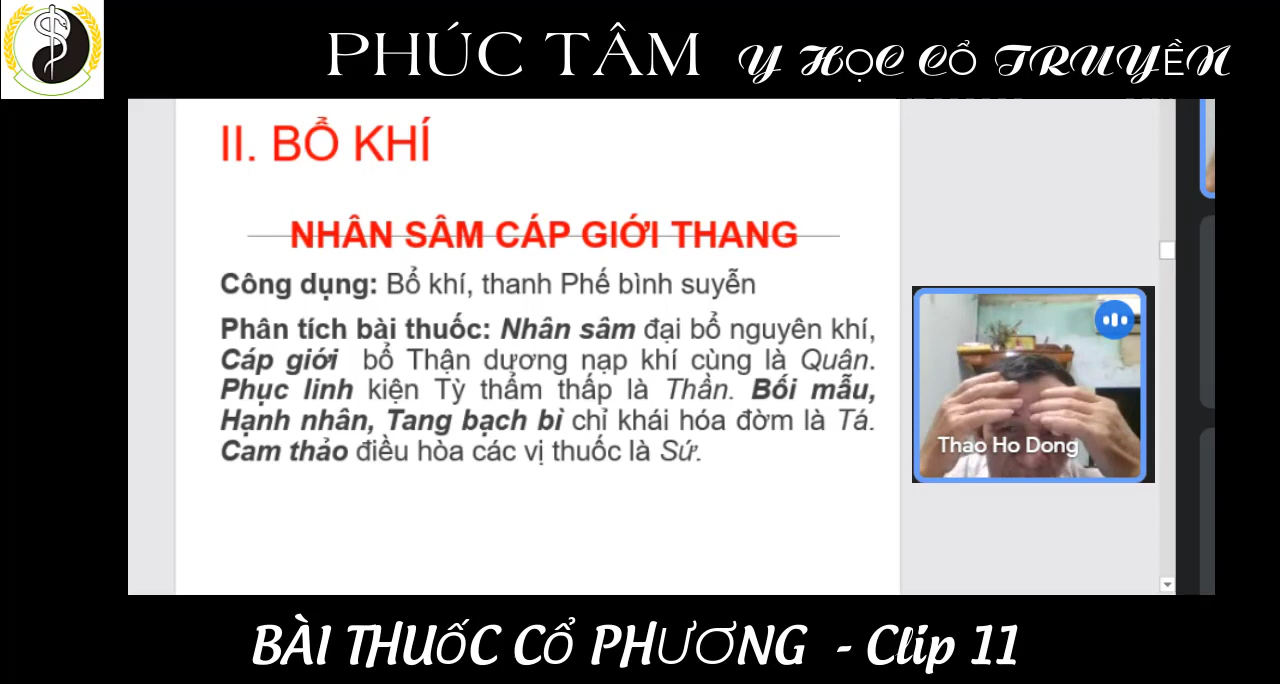 PHÚC TÂM Y HỌC CỔ TRUYỀN
II. BỔ KHÍ
NHÂN SÂM CÁP GIỚI THANG
Công dụng: Bổ khí, thanh Phế bình suyễn
Phân tích bài thuốc: Nhân sâm đại bổ nguyên khí,
Cáp giới bổ Thận dương nạp khí cùng là Quân.
Phục linh kiện Tỳ thẩm thấp là Thần. Bối mẫu,
Hạnh nhân, Tang bạch bì chỉ khái hóa đờm là Tá.
Cam thảo điều hòa các vị thuốc là Sứ.
Thao Ho Dong
BÀI THUỐC CỔ PHƯƠNG - Clip 11